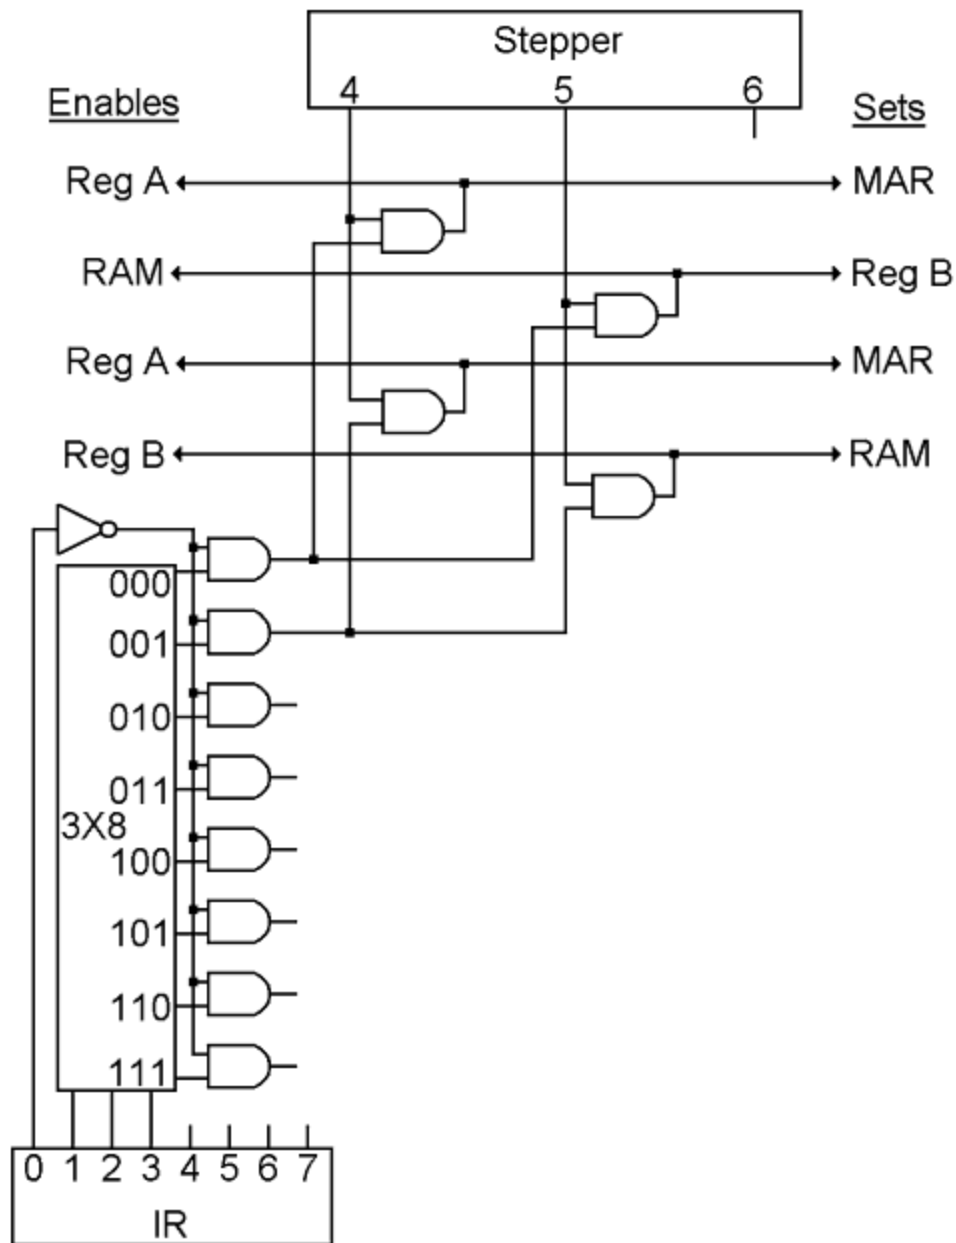 Stepper
4 5 6
Enables
Sets
Reg A MAR
RAM Reg B
Reg A MAR
Reg B RAM
000
001
010
011
3X8
100
101
110
111
0 1 2 3 4 5 6 7
IR